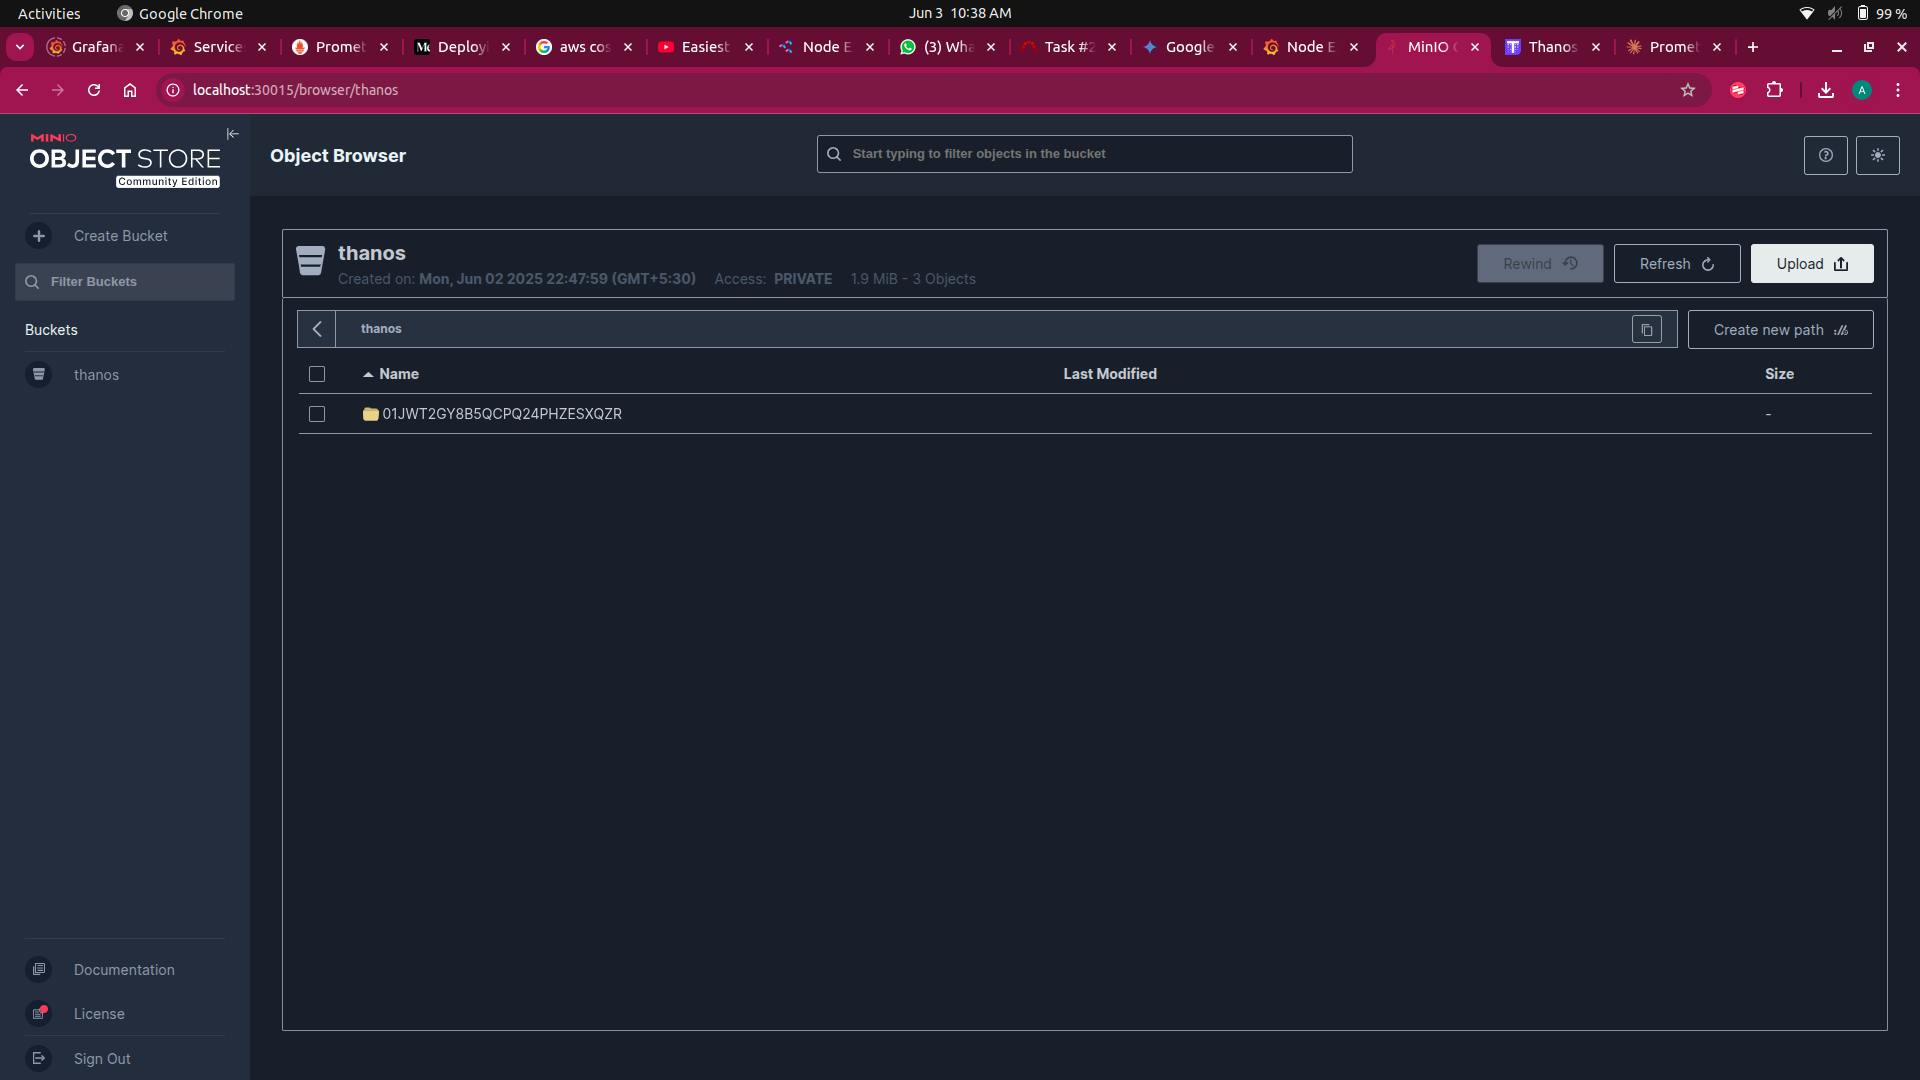 Activities
Google Chrome
Jun 3 10:38 AM
99 %
Grafana
Service
Promet
Deploy
aws cos
Easiest
Node E
(3) Wha
Task #2
Google
Node E
MinIO
Thanos
Promet
localhost:30015/browser/thanos
A
MINIO
OBJECT STORE
Community Edition
Object Browser
Start typing to filter objects in the bucket
Create Bucket
Filter Buckets
Buckets
thanos
thanos
Created on: Mon, Jun 02 2025 22:47:59 (GMT+5:30) Access: PRIVATE 1.9 MiB - 3 Objects
Rewind
Refresh
Upload
thanos
Create new path
Name
Last Modified
Size
01JWT2GY8B5QCPQ24PHZESXQZR
-
Documentation
License
Sign Out